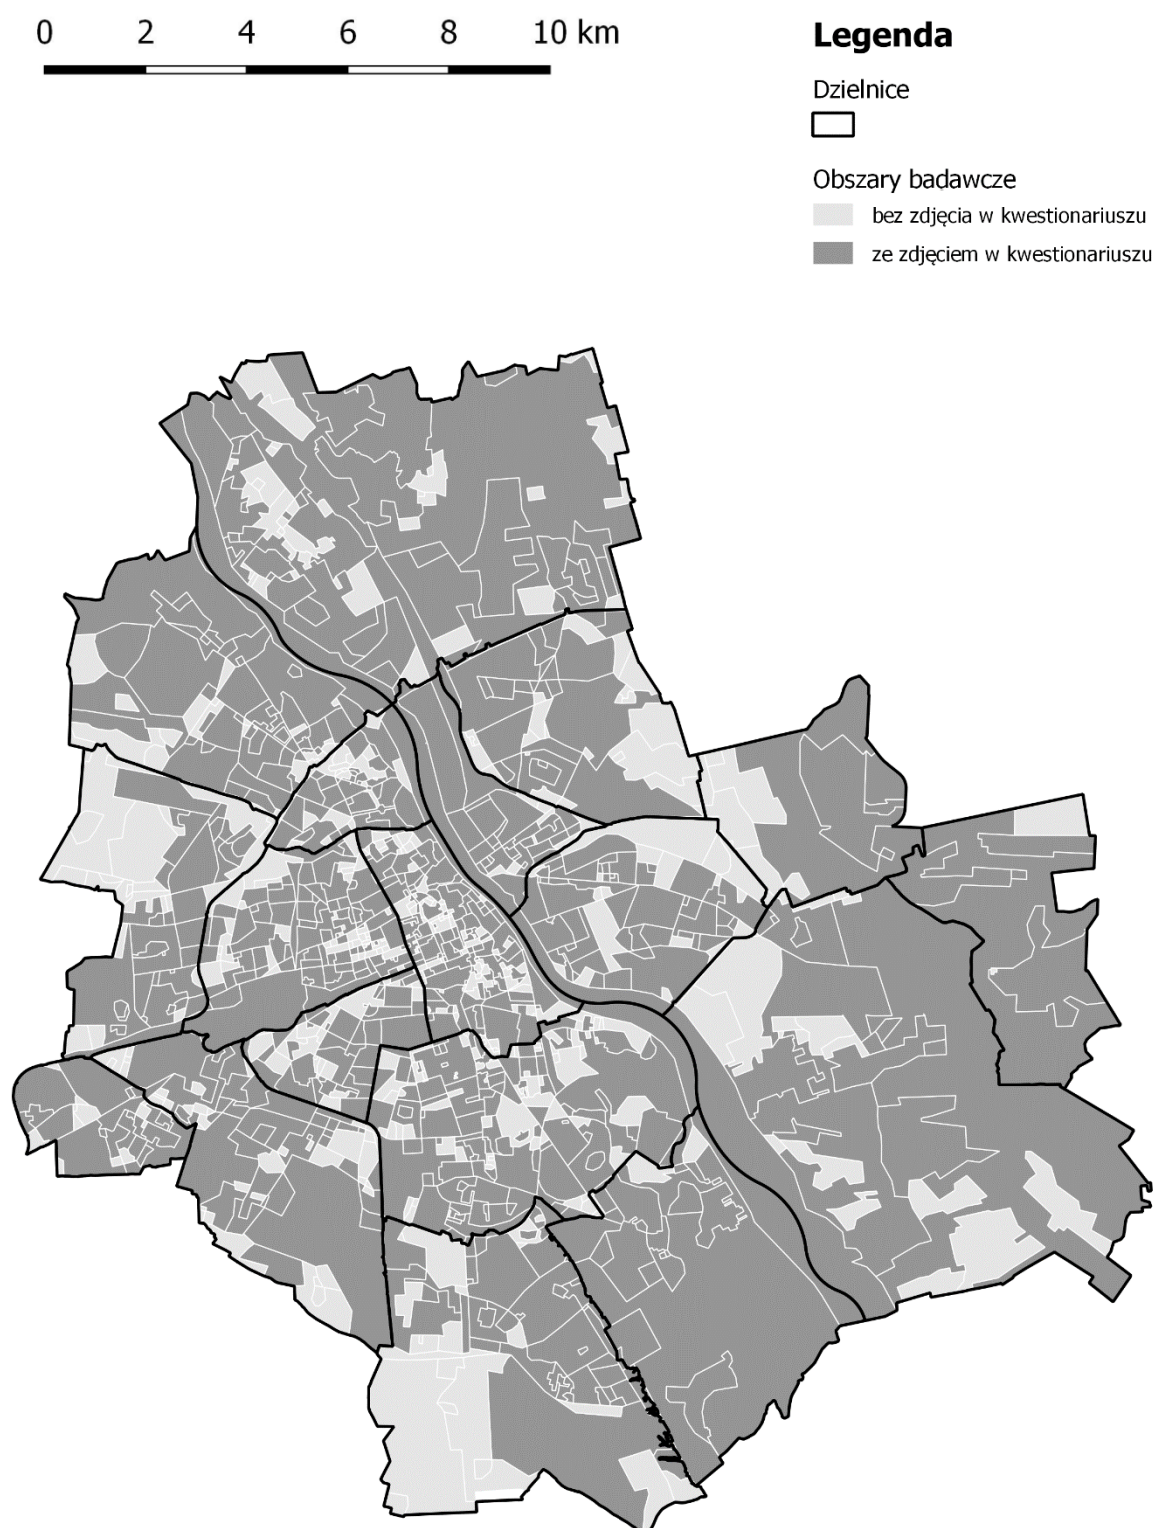 0 2 4 6 8 10 km
Legenda
Dzielnice
Obszary badawcze
bez zdjęcia w kwestionariuszu
ze zdjęciem w kwestionariuszu